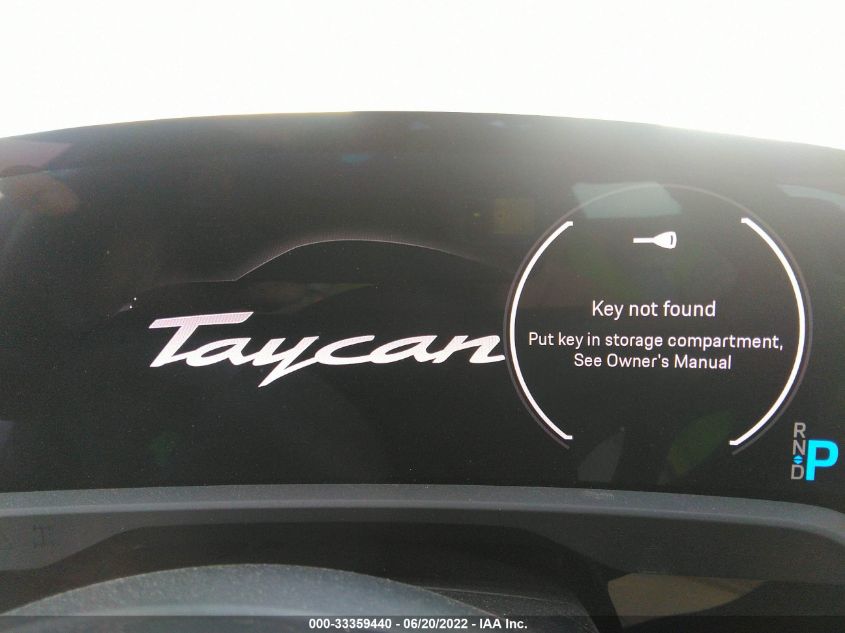 Taycan
Key not found
Put key in storage compartment,
See Owner's Manual
R
N
D
P
000-33359440 - 06/20/2022 - IAA Inc.